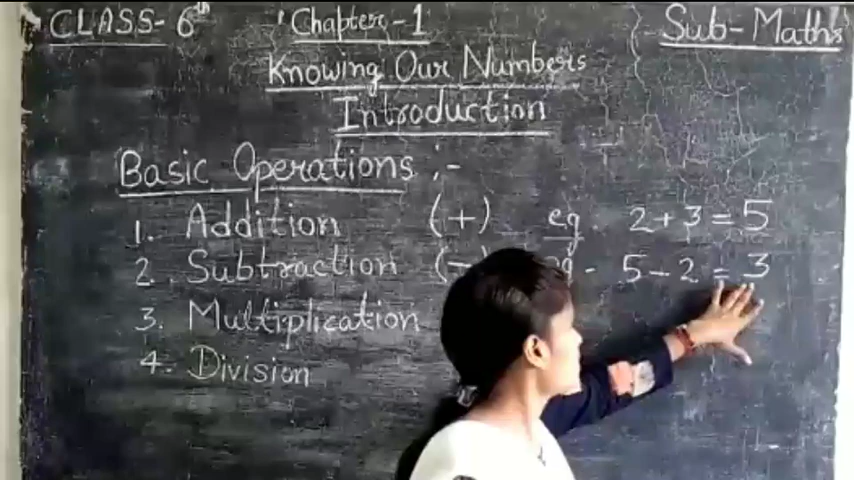 CLASS- 6th Chapter-1 Sub-Maths
Knowing Our Numbers
Introduction
Basic Operations :-
1. Addition (+) eg 2+3=5
2. Subtraction (-) eg - 5-2=3
3. Multiplication
4. Division